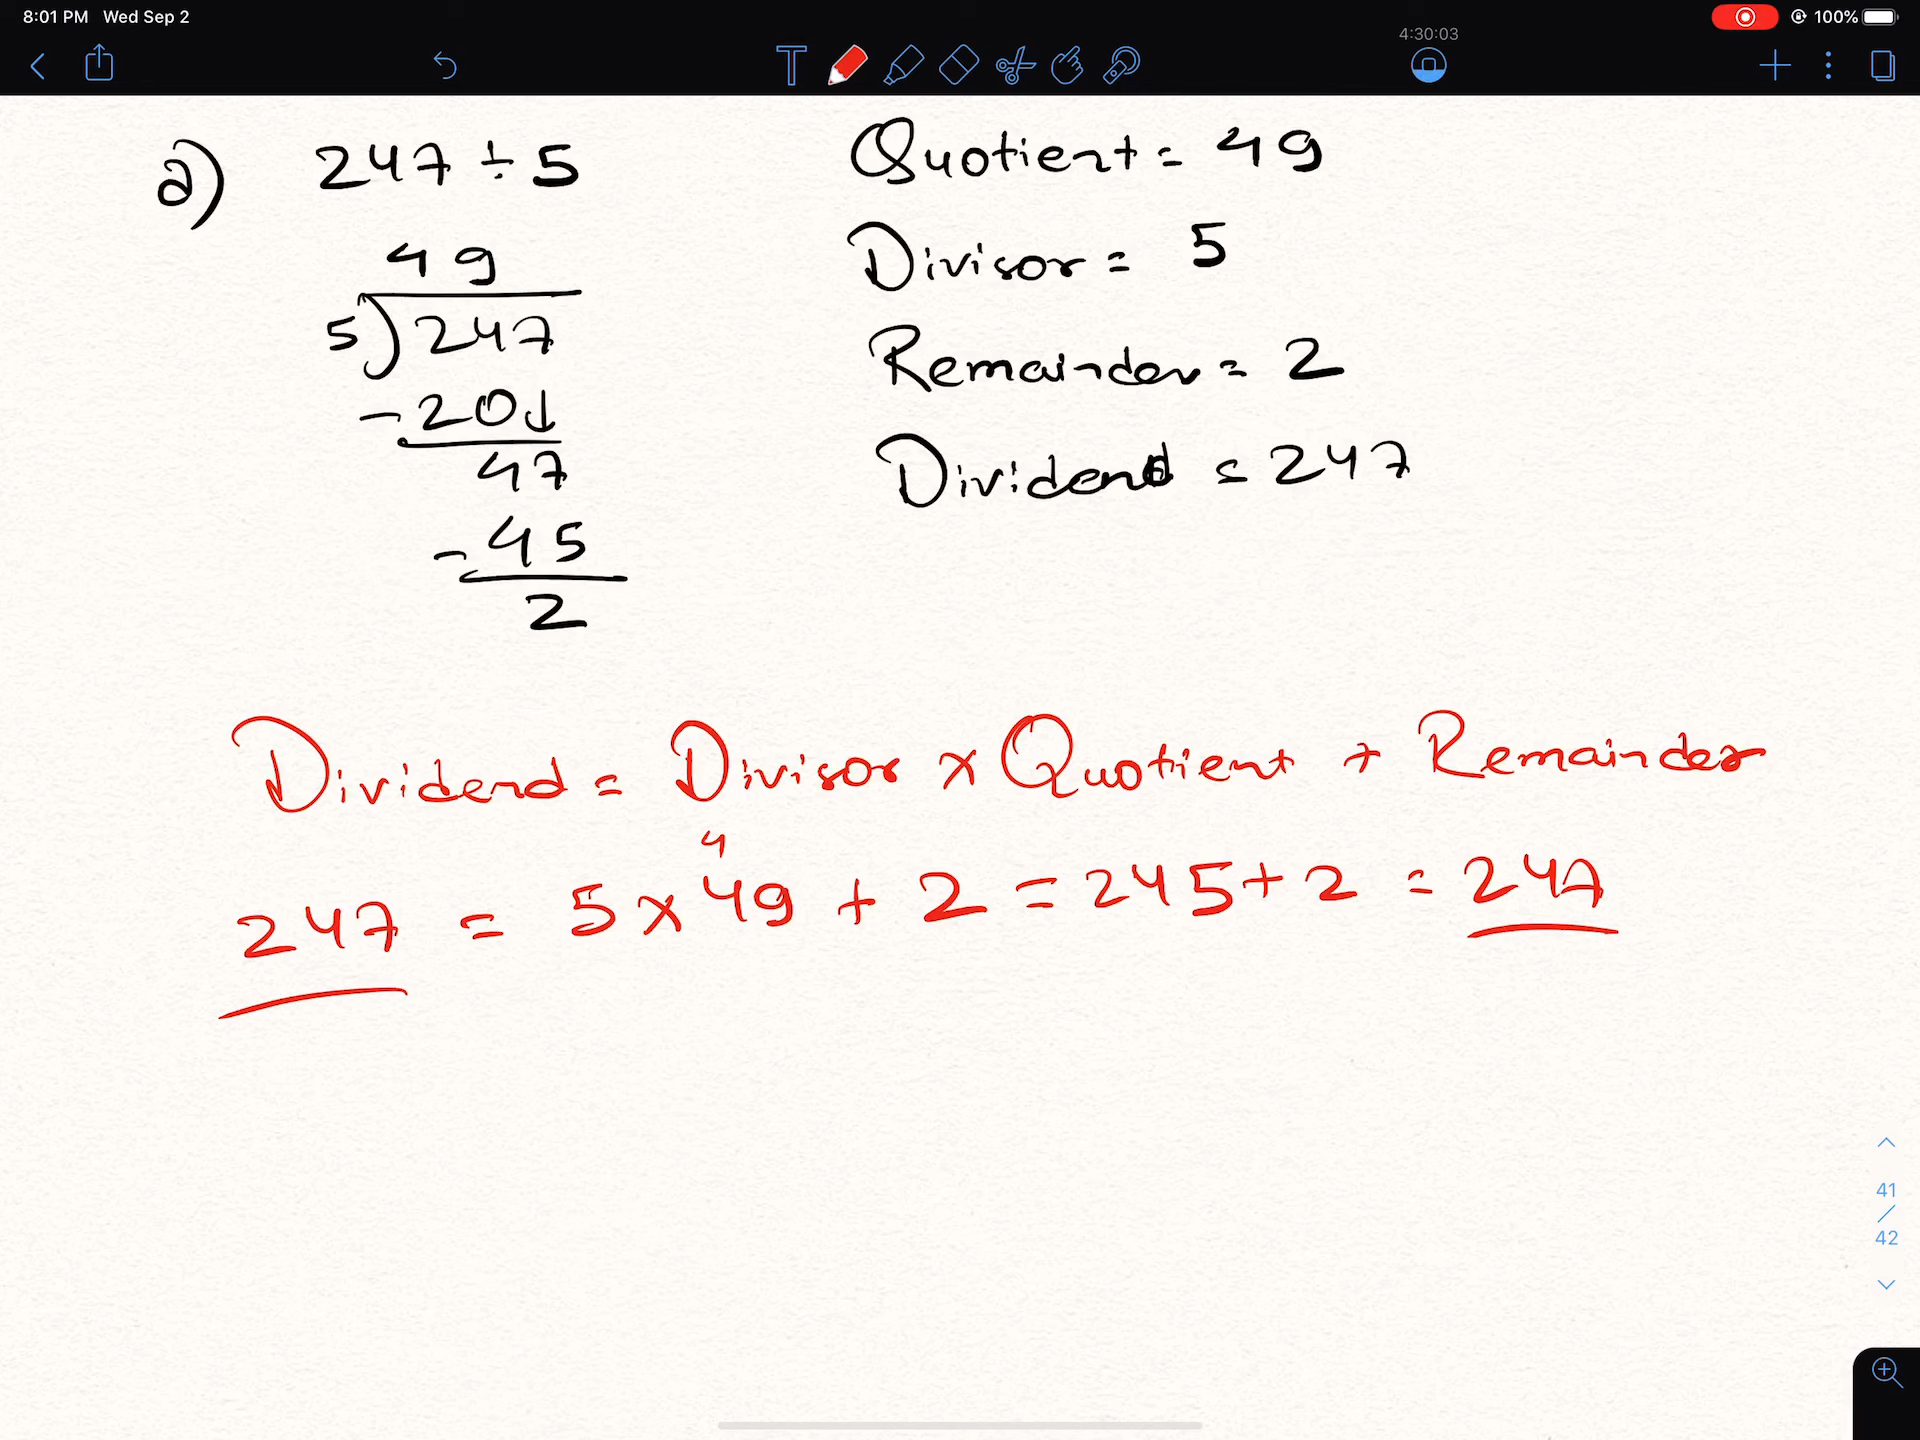 8:01 PM Wed Sep 2
100%
4:30:03
a) 247 ÷ 5
49
5)247
-20↓
47
-45
2
Quotient = 49
Divisor = 5
Remainder = 2
Dividend = 247
Dividend = Divisor x Quotient + Remainder
4
247 = 5 x 49 + 2 = 245 + 2 = 247
41
/
42